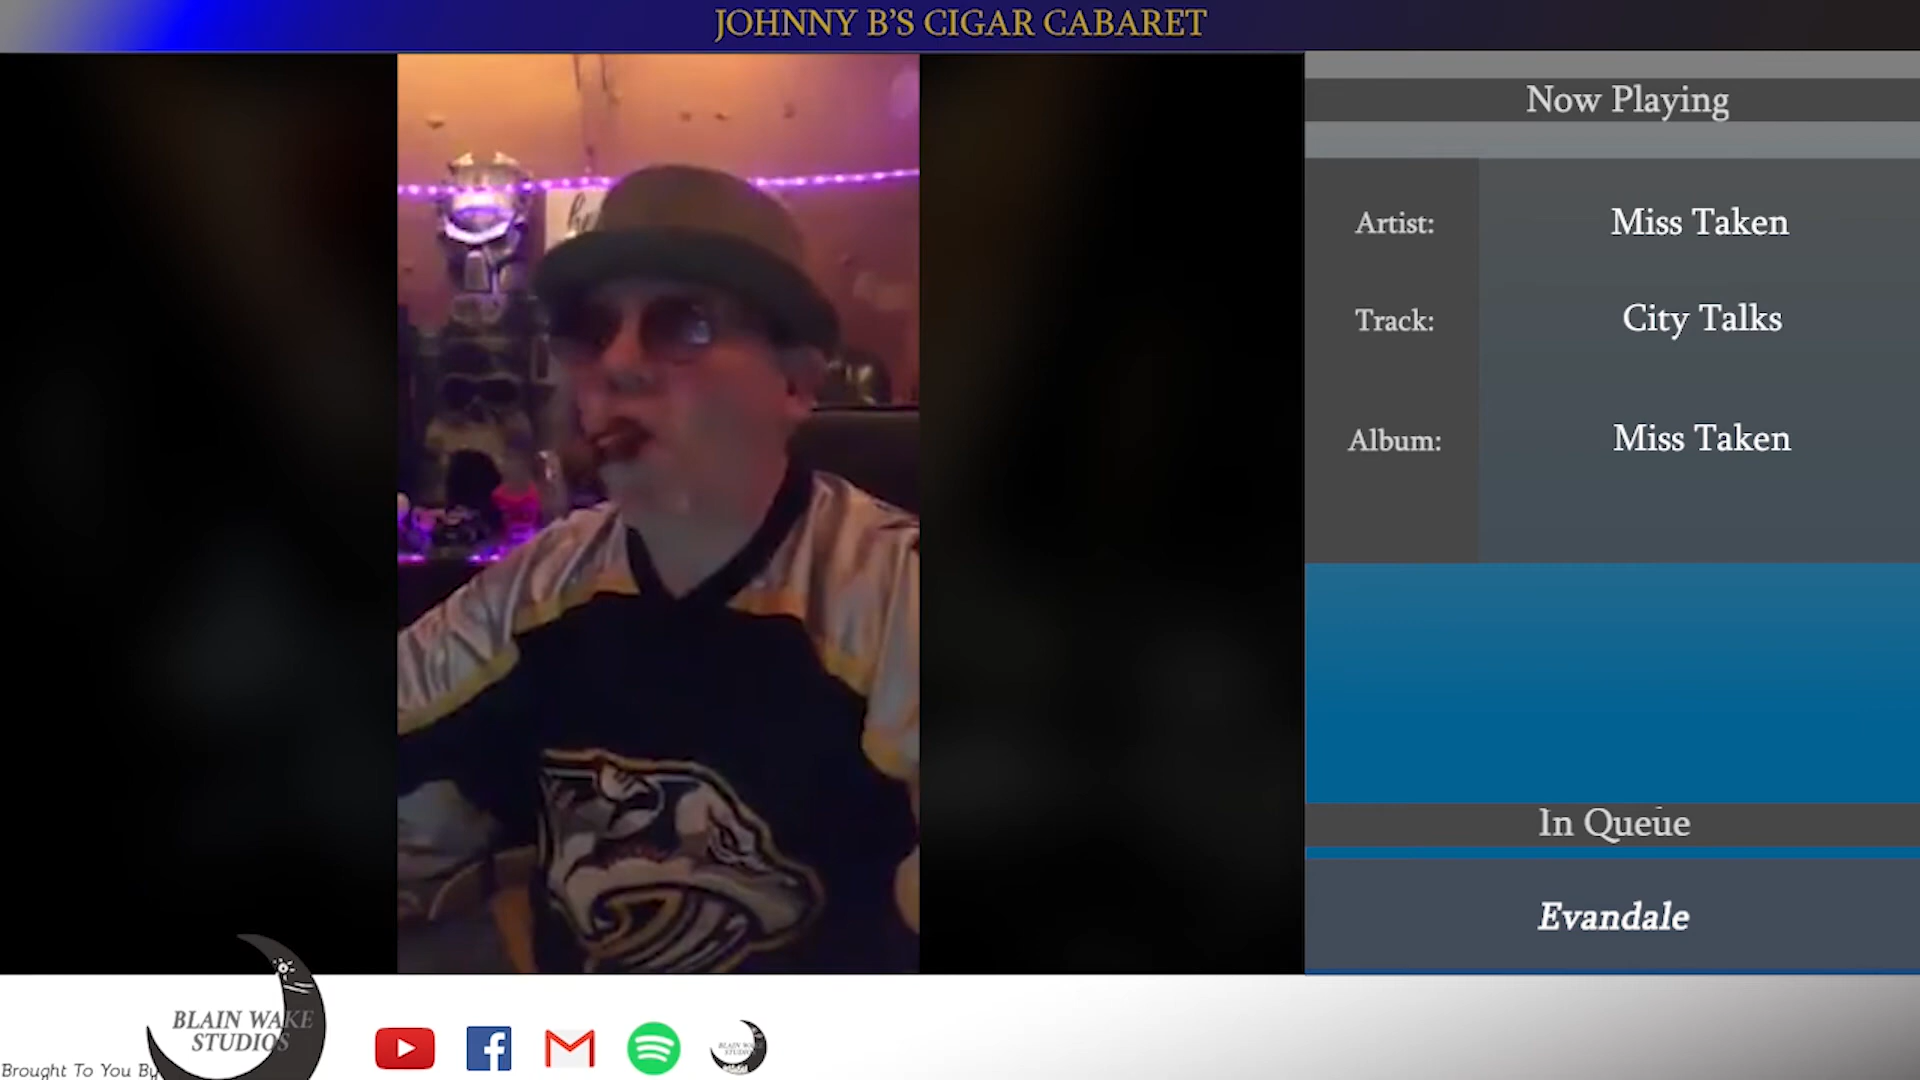 JOHNNY B'S CIGAR CABARET
Now Playing
Artist: Miss Taken
Track: City Talks
Album: Miss Taken
In Queue
Evandale
BLAIN WAKE
STUDIOS
Brought To You By